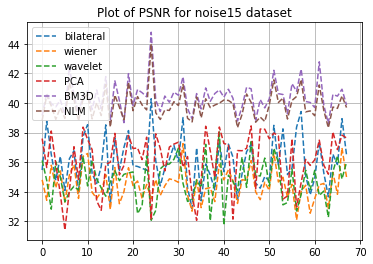 Plot of PSNR for noise15 dataset
bilateral
wiener
wavelet
PCA
BM3D
NLM
44
42
40
38
36
34
32
0
10
20
30
40
50
60
70